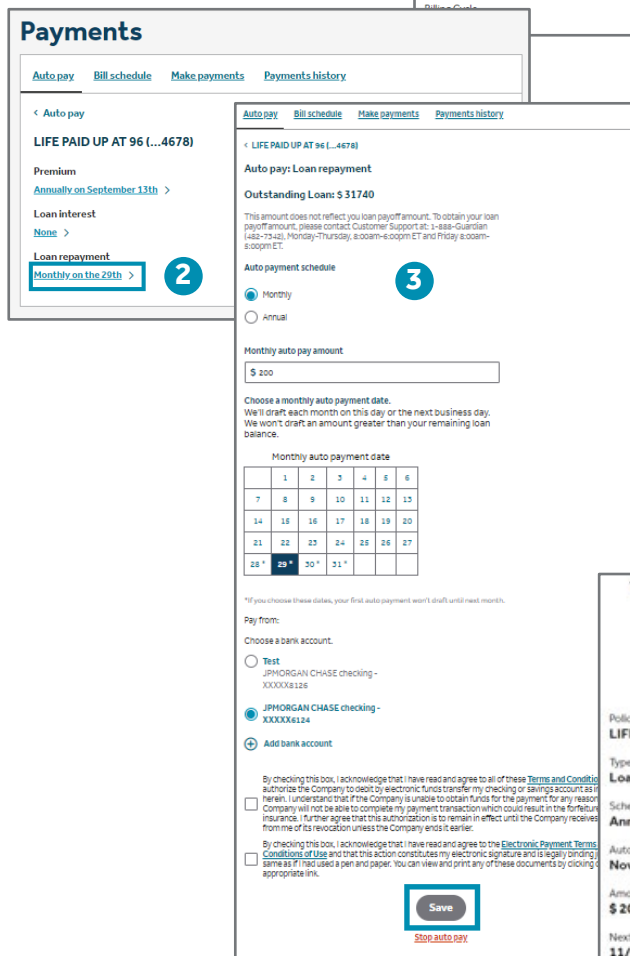 Billing Cycle
Payments
Auto pay Bill schedule Make payments Payments history
< Auto pay
LIFE PAID UP AT 96 (...4678)
Premium
Annually on September 13th >
Loan interest
None >
Loan repayment
Monthly on the 29th >
2
Auto pay Bill schedule Make payments Payments history
< LIFE PAID UP AT 96 (...4678)
Auto pay: Loan repayment
Outstanding Loan: $ 31740
This amount does not reflect you loan payoff amount. To obtain your loan
payoff amount, please contact Customer Support at: 1-888-Guardian
(482-7342), Monday-Thursday, 8:00am-6:00pm ET and Friday 8:00am-
5:00pm ET.
Auto payment schedule
3
Monthly
Annual
Monthly auto pay amount
$ 200
Choose a monthly auto payment date.
We'll draft each month on this day or the next business day.
We won't draft an amount greater than your remaining loan
balance.
Monthly auto payment date
1 2 3 4 5 6
7 8 9 10 11 12 13
14 15 16 17 18 19 20
21 22 23 24 25 26 27
28* 29* 30* 31*
*If you choose these dates, your first auto payment won't draft until next month.
Pay from:
Choose a bank account.
Test
JPMORGAN CHASE checking -
XXXXX8126
JPMORGAN CHASE checking -
XXXXX6124
Add bank account
By checking this box, I acknowledge that I have read and agree to all of these Terms and Conditio
authorize the Company to debit by electronic funds transfer my checking or savings account as i
herein. I understand that if the Company is unable to obtain funds for the payment for any reason
Company will not be able to complete my payment transaction which could result in the forfeiture
insurance. I further agree that this authorization is to remain in effect until the Company receives
from me of its revocation unless the Company ends it earlier.
By checking this box, I acknowledge that I have read and agree to the Electronic Payment Terms
Conditions of Use and that this action constitutes my electronic signature and is legally binding
same as if I had used a pen and paper. You can view and print any of these documents by clicking
appropriate link.
Save
Stop auto pay
Polic
LIF
Type
Loa
Sche
Ann
Auto
Nov
Amo
$ 20
Next
11/